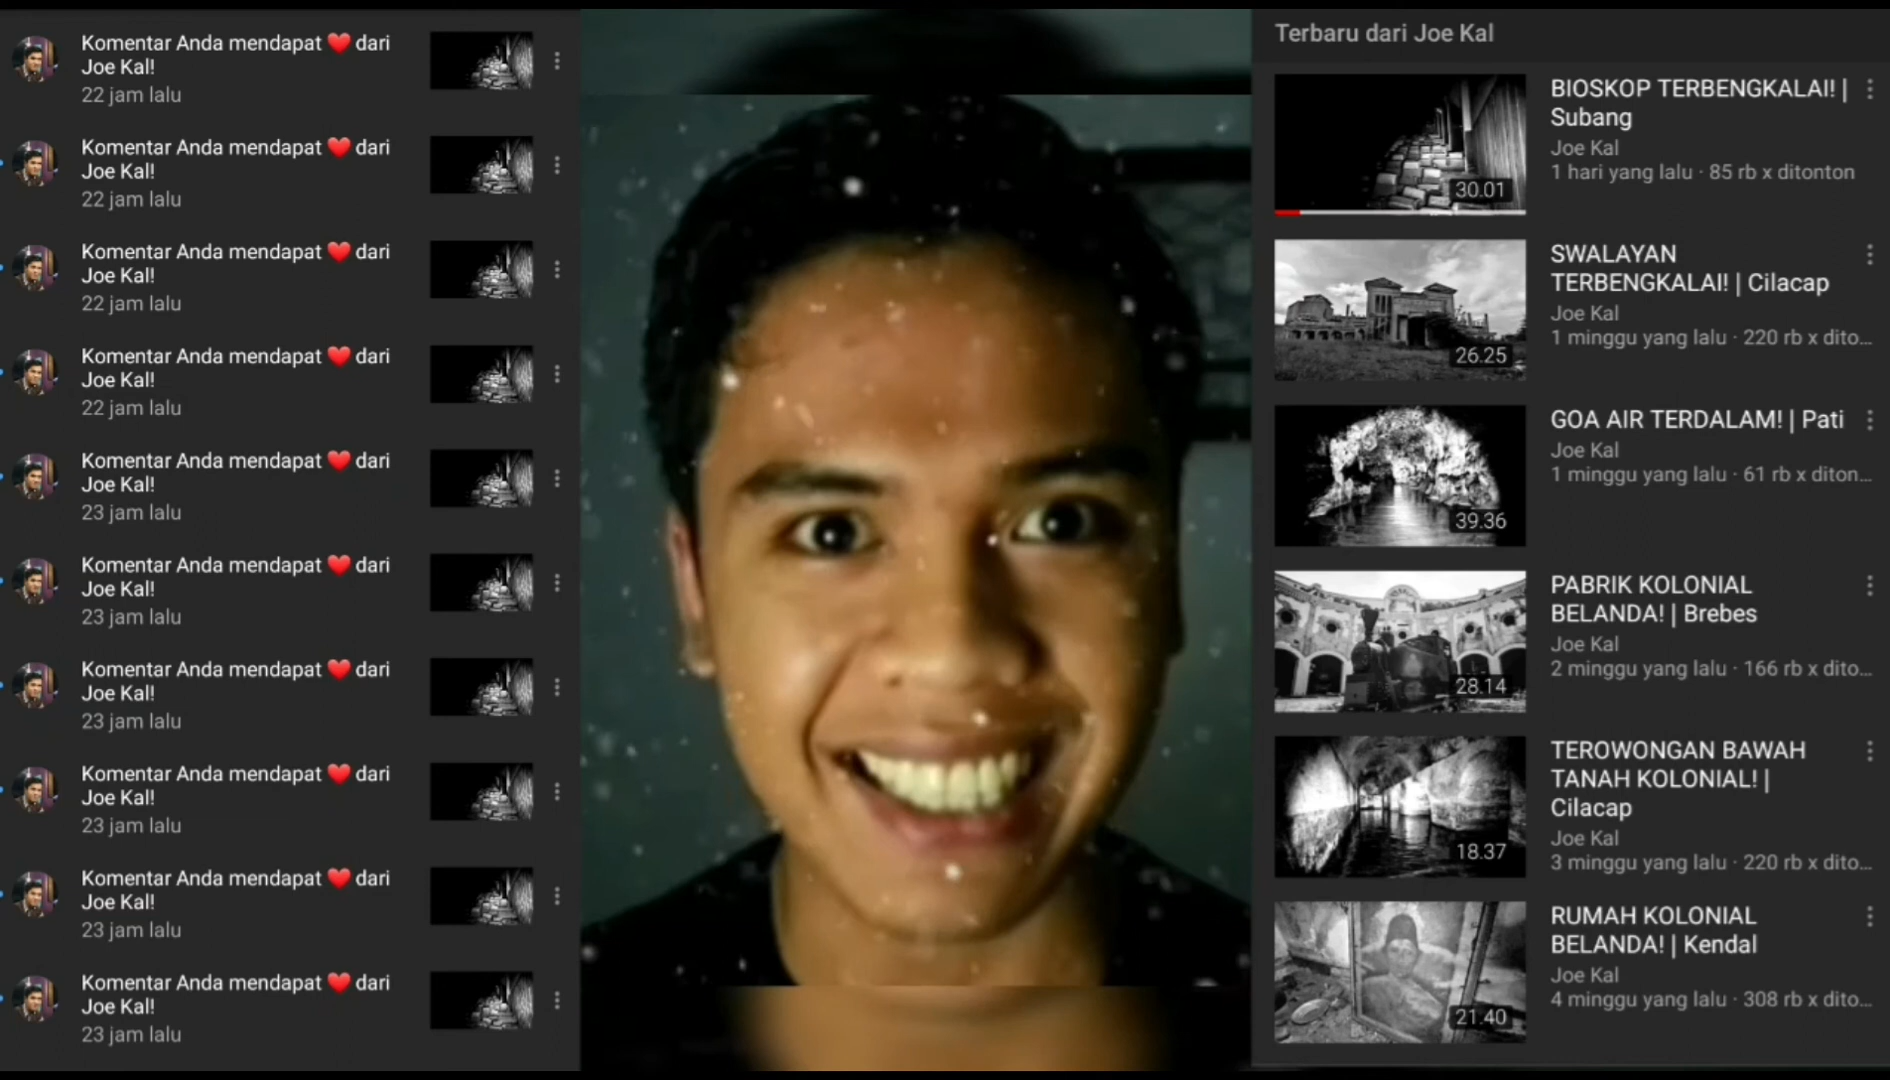 Komentar Anda mendapat ❤️ dari
Joe Kal!
22 jam lalu
Komentar Anda mendapat ❤️ dari
Joe Kal!
22 jam lalu
Komentar Anda mendapat ❤️ dari
Joe Kal!
22 jam lalu
Komentar Anda mendapat ❤️ dari
Joe Kal!
22 jam lalu
Komentar Anda mendapat ❤️ dari
Joe Kal!
23 jam lalu
Komentar Anda mendapat ❤️ dari
Joe Kal!
23 jam lalu
Komentar Anda mendapat ❤️ dari
Joe Kal!
23 jam lalu
Komentar Anda mendapat ❤️ dari
Joe Kal!
23 jam lalu
Komentar Anda mendapat ❤️ dari
Joe Kal!
23 jam lalu
Komentar Anda mendapat ❤️ dari
Joe Kal!
23 jam lalu
Terbaru dari Joe Kal
BIOSKOP TERBENGKALAI! |
Subang
Joe Kal
1 hari yang lalu · 85 rb x ditonton
30.01
SWALAYAN
TERBENGKALAI! | Cilacap
Joe Kal
1 minggu yang lalu · 220 rb x dito...
26.25
GOA AIR TERDALAM! | Pati
Joe Kal
1 minggu yang lalu · 61 rb x diton...
39.36
PABRIK KOLONIAL
BELANDA! | Brebes
Joe Kal
2 minggu yang lalu · 166 rb x dito...
28.14
TEROWONGAN BAWAH
TANAH KOLONIAL! |
Cilacap
Joe Kal
3 minggu yang lalu · 220 rb x dito...
18.37
RUMAH KOLONIAL
BELANDA! | Kendal
Joe Kal
4 minggu yang lalu · 308 rb x dito...
21.40